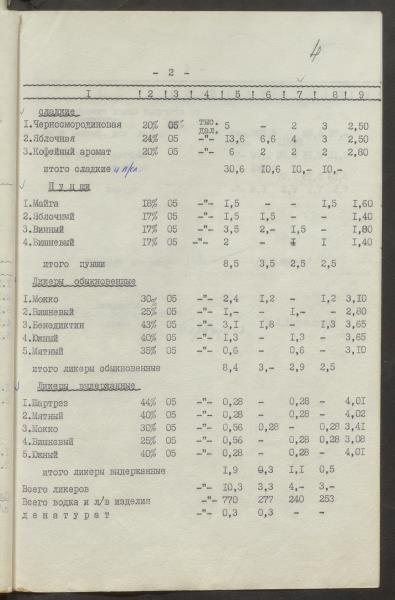 4
- 2 -
I ! 2 ! 3 ! 4 ! 5 ! 6 ! 7 ! 8 ! 9
сладкие
I.Черносмородиновая 20% 05 тыс. дал. 5 - 2 3 2,50
2.Яблочная 24% 05 -"- I3,6 6,6 4 3 2,50
3.Кофейный аромат 20% 05 -"- 6 2 2 2 2,80
итого сладкие 30,6 I0,6 I0,- I0,-
П у н ш и
I.Майга I8% 05 -"- I,5 - - I,5 I,60
2.Яблочный I7% 05 -"- I,5 I,5 - - I,40
3.Винный I7% 05 -"- 3,5 2,- I,5 - I,80
4.Вишневый I7% 05 -"- 2 - I I I,40
итого пунши 8,5 3,5 2,5 2,5
Ликеры обыкновенные
I.Мокко 30% 05 -"- 2,4 I,2 - I,2 3,I0
2.Вишневый 25% 05 -"- I,- - I,- - 2,80
3.Бенедиктин 43% 05 -"- 3,I I,8 - I,3 3,65
4.Южный 40% 05 -"- I,3 - I,3 - 3,65
5.Мятный 35% 05 -"- 0,6 - 0,6 - 3,I0
итого ликеры обыкновенные 8,4 3,- 2,9 2,5
Ликеры выдержанные
I.Шартрез 44% 05 -"- 0,28 - 0,28 - 4,0I
2.Мятный 40% 05 -"- 0,28 - 0,28 - 4,02
3.Мокко 30% 05 -"- 0,56 0,28 - 0,28 3,4I
4.Вишневый 25% 05 -"- 0,56 - 0,28 0,28 3,08
5.Южный 40% 05 -"- 0,28 - 0,28 - 4,0I
итого ликеры выдержанные I,9 0,3 I,I 0,5
Всего ликеров -"- I0,3 3,3 4,- 3,-
Всего водка и л/в изделия -"- 770 277 240 253
д е н а т у р а т -"- 0,3 0,3 - -